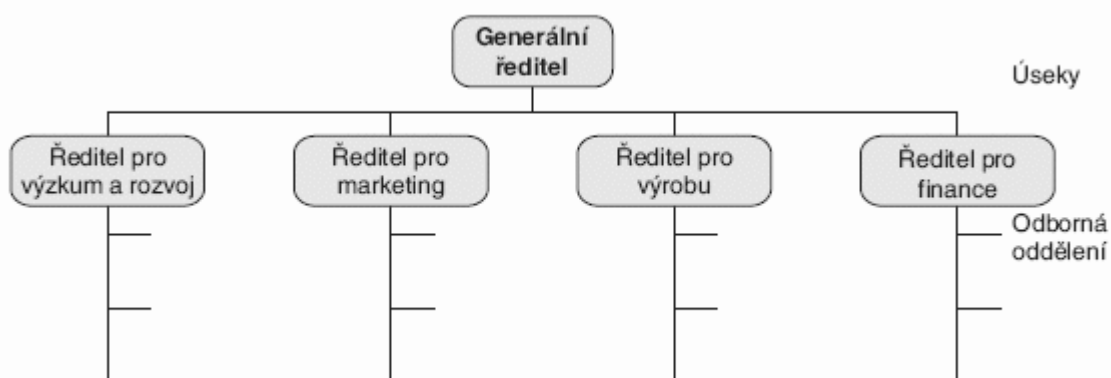 Generální
ředitel
Úseky
Ředitel pro
výzkum a rozvoj
Ředitel pro
marketing
Ředitel pro
výrobu
Ředitel pro
finance
Odborná
oddělení